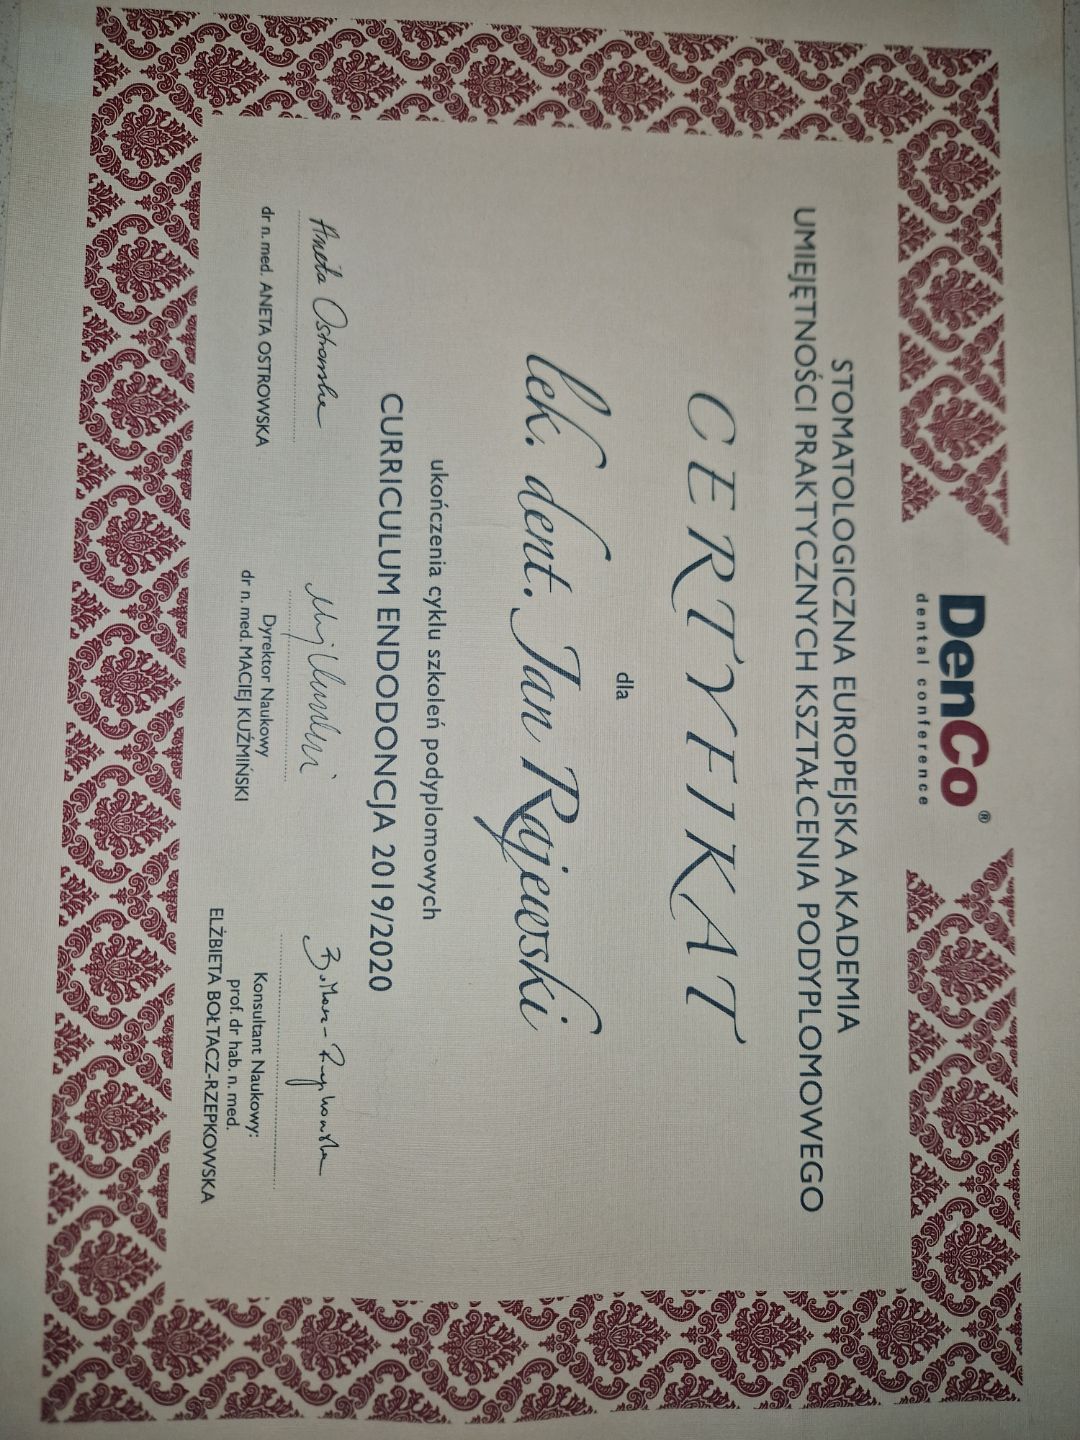 DenCo®
dental conference
STOMATOLOGICZNA EUROPEJSKA AKADEMIA
UMIEJĘTNOŚCI PRAKTYCZNYCH KSZTAŁCENIA PODYPLOMOWEGO
CERTYFIKAT
dla
lek. dent. Jan Rajewski
ukończenia cyklu szkoleń podyplomowych
CURRICULUM ENDODONCJA 2019/2020
Aneta Ostrowska
dr n. med. ANETA OSTROWSKA
Dyrektor Naukowy
dr n. med. MACIEJ KUŹMIŃSKI
Konsultant Naukowy:
prof. dr hab. n. med.
ELŻBIETA BOŁTACZ-RZEPKOWSKA